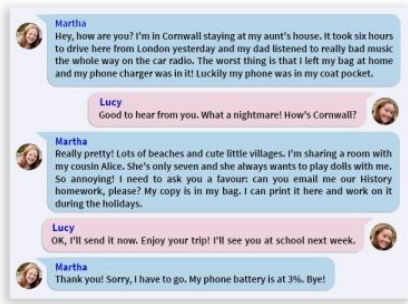 Martha
Hey, how are you? I'm in Cornwall staying at my aunt's house. It took six hours
to drive here from London yesterday and my dad listened to really bad music
the whole way on the car radio. The worst thing is that I left my bag at home
and my phone charger was in it! Luckily my phone was in my coat pocket.
Lucy
Good to hear from you. What a nightmare! How's Cornwall?
Martha
Really pretty! Lots of beaches and cute little villages. I'm sharing a room with
my cousin Alice. She's only seven and she always wants to play dolls with me.
So annoying! I need to ask you a favour: can you email me our History
homework, please? My copy is in my bag. I can print it here and work on it
during the holidays.
Lucy
OK, I'll send it now. Enjoy your trip! I'll see you at school next week.
Martha
Thank you! Sorry, I have to go. My phone battery is at 3%. Bye!